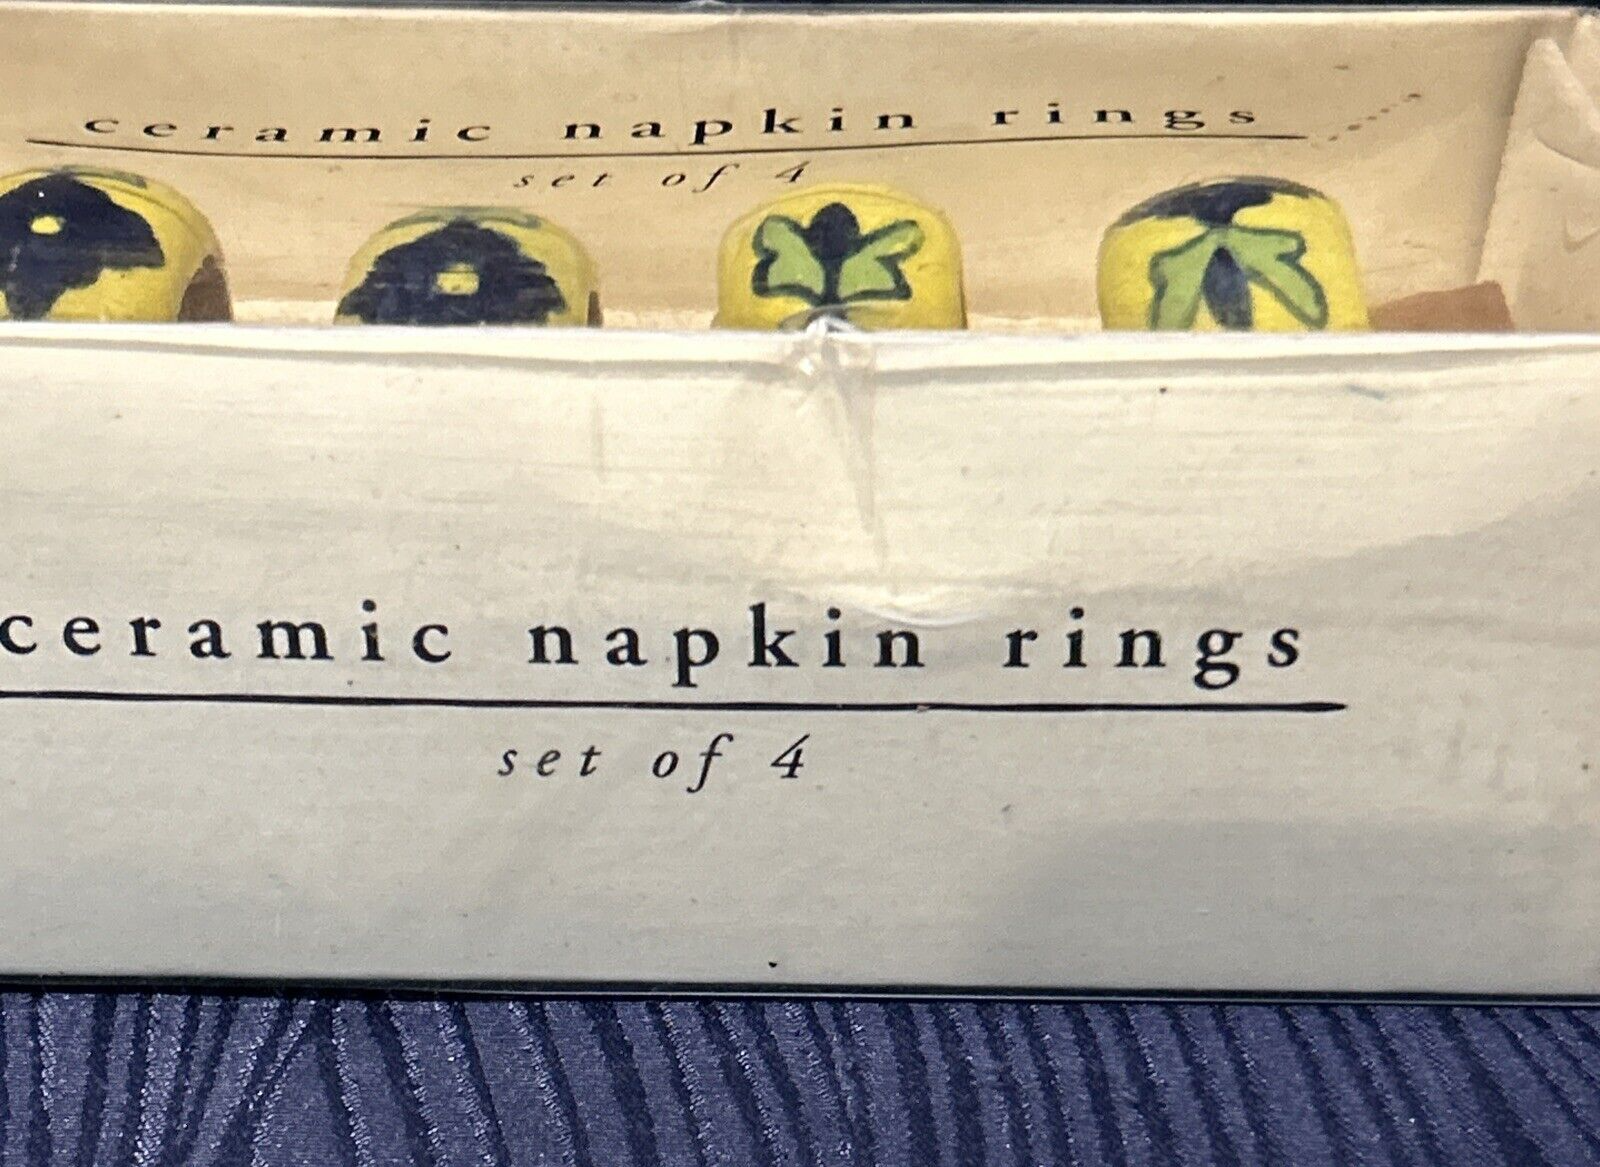 ceramic napkin rings
set of 4
ceramic napkin rings
set of 4